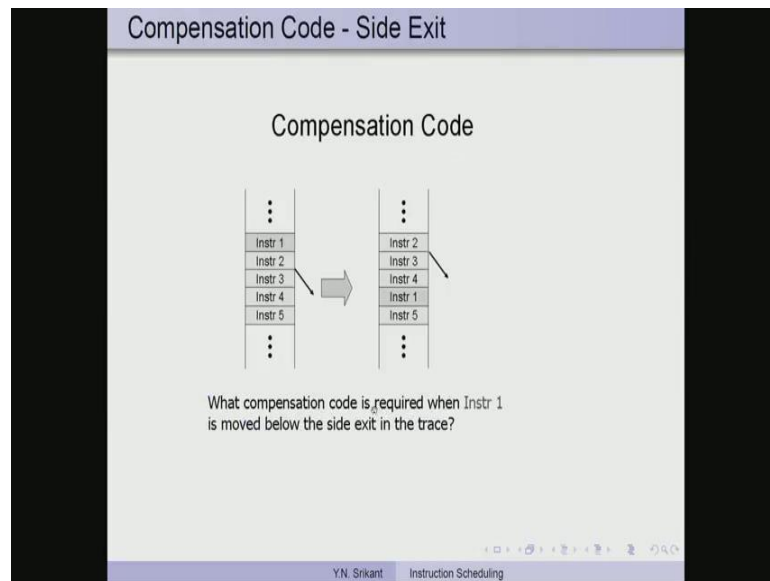 Compensation Code - Side Exit
Compensation Code
Instr 1
Instr 2
Instr 3
Instr 4
Instr 5
Instr 2
Instr 3
Instr 4
Instr 1
Instr 5
What compensation code is required when Instr 1
is moved below the side exit in the trace?
Y.N. Srikant Instruction Scheduling